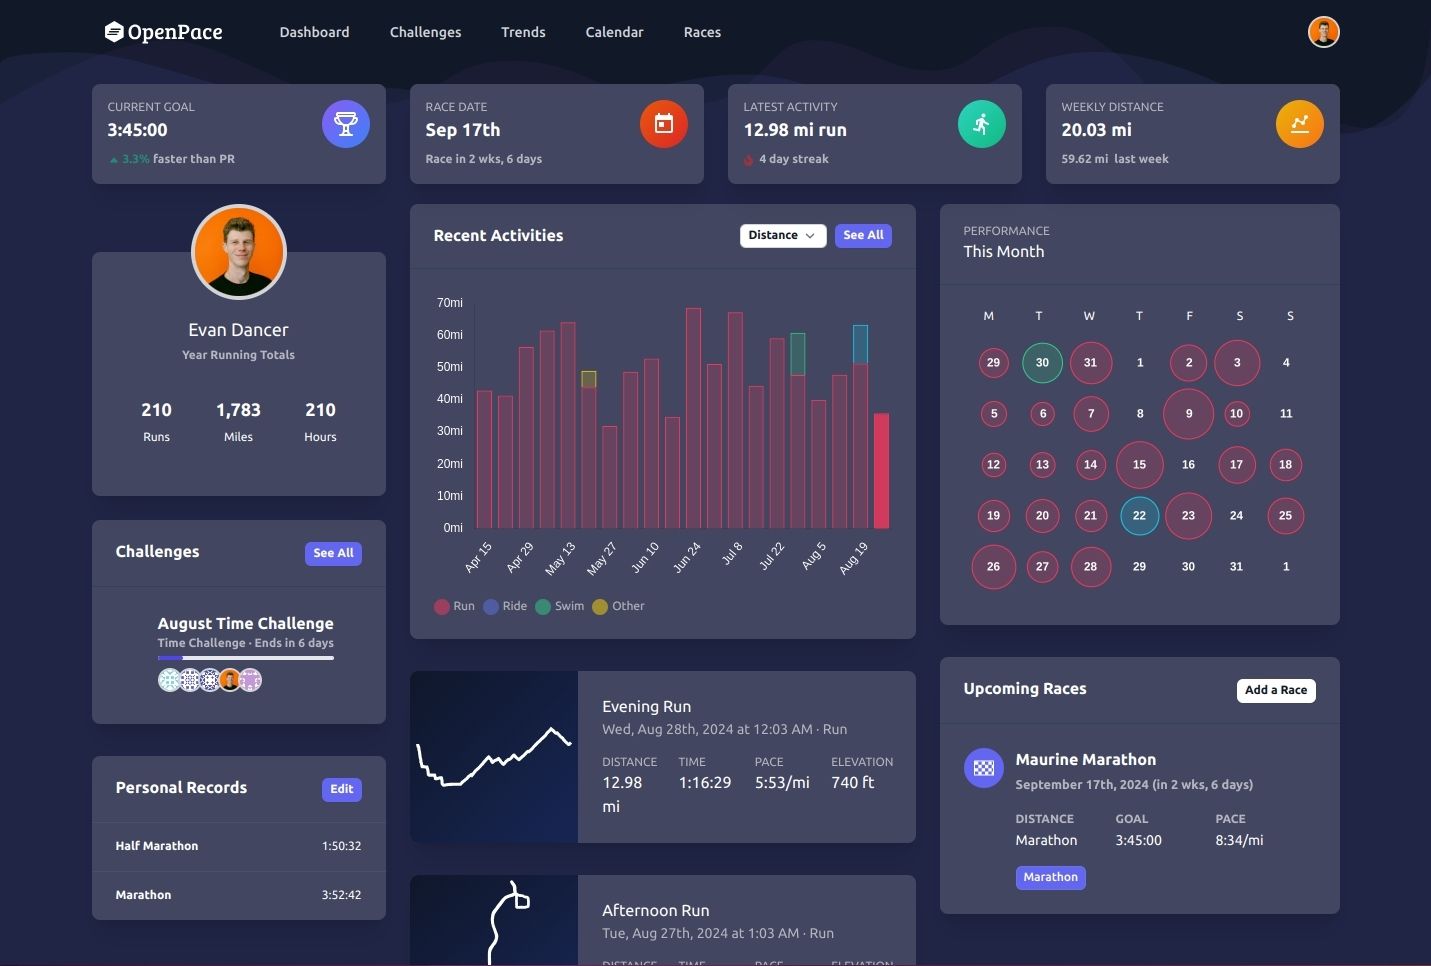 OpenPace
Dashboard
Challenges
Trends
Calendar
Races
CURRENT GOAL
3:45:00
3.3% faster than PR
RACE DATE
Sep 17th
Race in 2 wks, 6 days
LATEST ACTIVITY
12.98 mi run
4 day streak
WEEKLY DISTANCE
20.03 mi
59.62 mi last week
Evan Dancer
Year Running Totals
210
1,783
210
Runs
Miles
Hours
Challenges
See All
August Time Challenge
Time Challenge · Ends in 6 days
Personal Records
Edit
Half Marathon
1:50:32
Marathon
3:52:42
Recent Activities
Distance
See All
70mi
60mi
50mi
40mi
30mi
20mi
10mi
0mi
Apr 15
Apr 29
May 13
May 27
Jun 10
Jun 24
Jul 8
Jul 22
Aug 5
Aug 19
Run
Ride
Swim
Other
Evening Run
Wed, Aug 28th, 2024 at 12:03 AM · Run
DISTANCE TIME PACE ELEVATION
12.98 1:16:29 5:53/mi 740 ft
mi
Afternoon Run
Tue, Aug 27th, 2024 at 1:03 AM · Run
DISTANCE TIME PACE ELEVATION
PERFORMANCE
This Month
M T W T F S S
29 30 31 1 2 3 4
5 6 7 8 9 10 11
12 13 14 15 16 17 18
19 20 21 22 23 24 25
26 27 28 29 30 31 1
Upcoming Races
Add a Race
Maurine Marathon
September 17th, 2024 (in 2 wks, 6 days)
DISTANCE GOAL PACE
Marathon 3:45:00 8:34/mi
Marathon